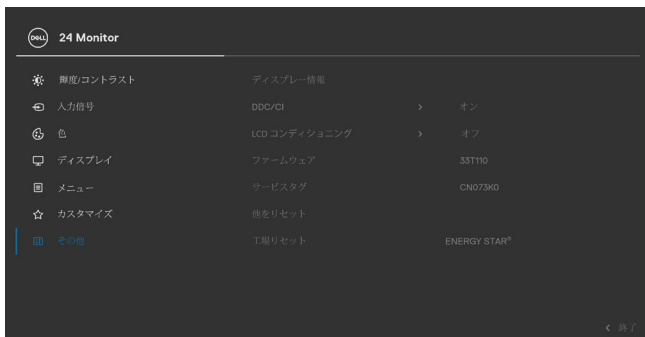 DELL
24 Monitor
輝度/コントラスト ディスプレー情報
入力信号 DDC/CI > オン
色 LCD コンディショニング > オフ
ディスプレイ ファームウェア 33T110
メニュー サービスタグ CN073K0
カスタマイズ 他をリセット
その他 工場リセット ENERGY STAR®
< 終了